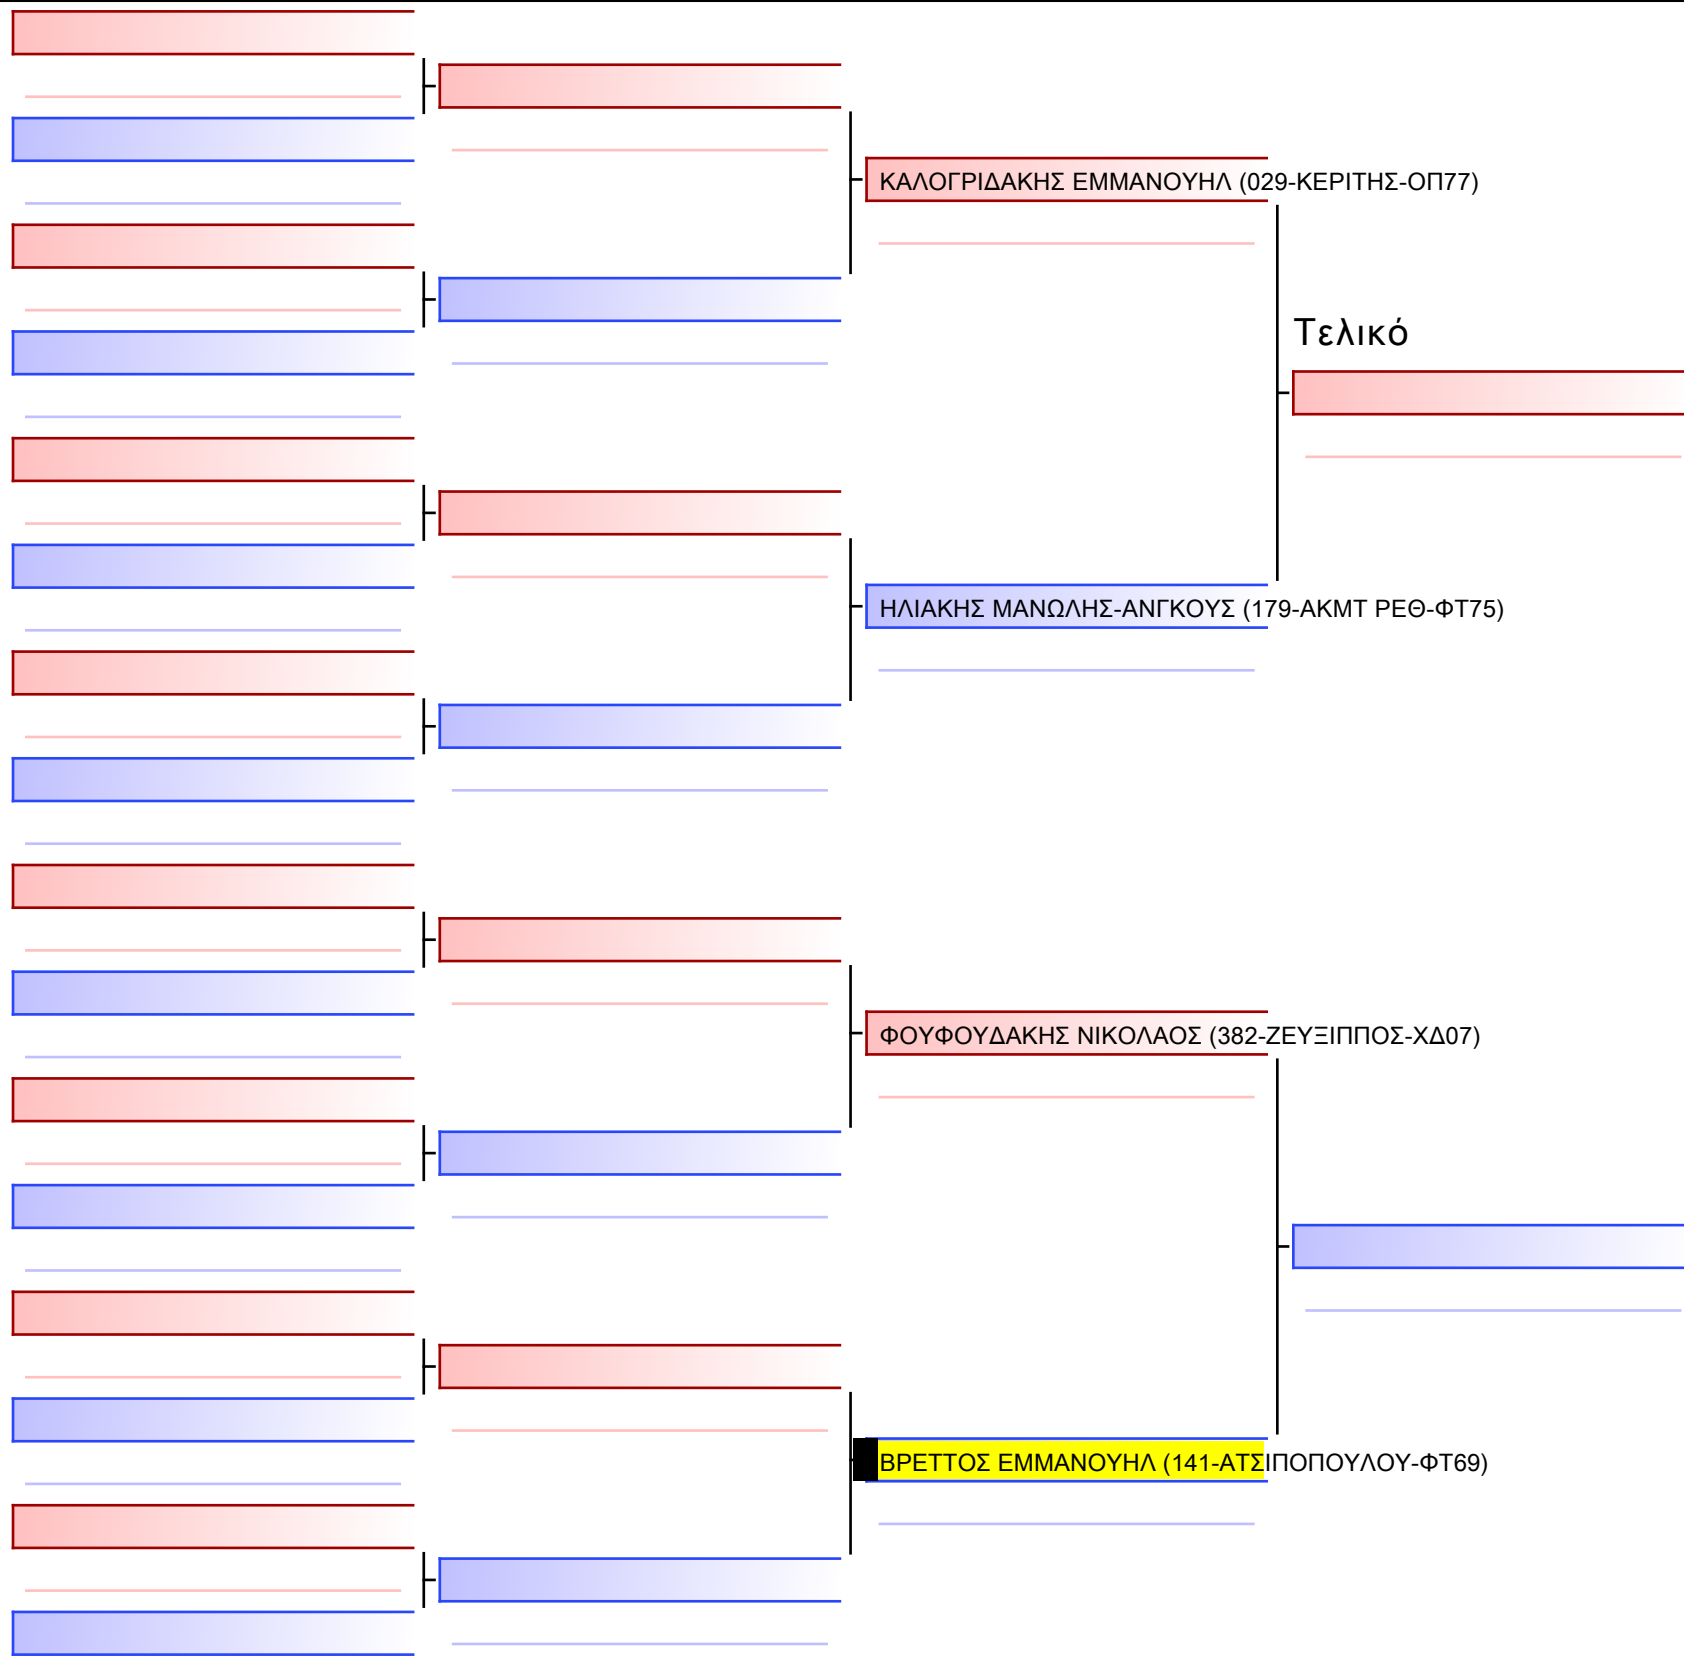 ΚΑΛΟΓΡΙΔΑΚΗΣ ΕΜΜΑΝΟΥΗΛ (029-ΚΕΡΙΤΗΣ-ΟΠ77)
Τελικό
ΗΛΙΑΚΗΣ ΜΑΝΩΛΗΣ-ΑΝΓΚΟΥΣ (179-ΑΚΜΤ ΡΕΘ-ΦΤ75)
ΦΟΥΦΟΥΔΑΚΗΣ ΝΙΚΟΛΑΟΣ (382-ΖΕΥΞΙΠΠΟΣ-ΧΔ07)
ΒΡΕΤΤΟΣ ΕΜΜΑΝΟΥΗΛ (141-ΑΤΣΙΠΟΠΟΥΛΟΥ-ΦΤ69)